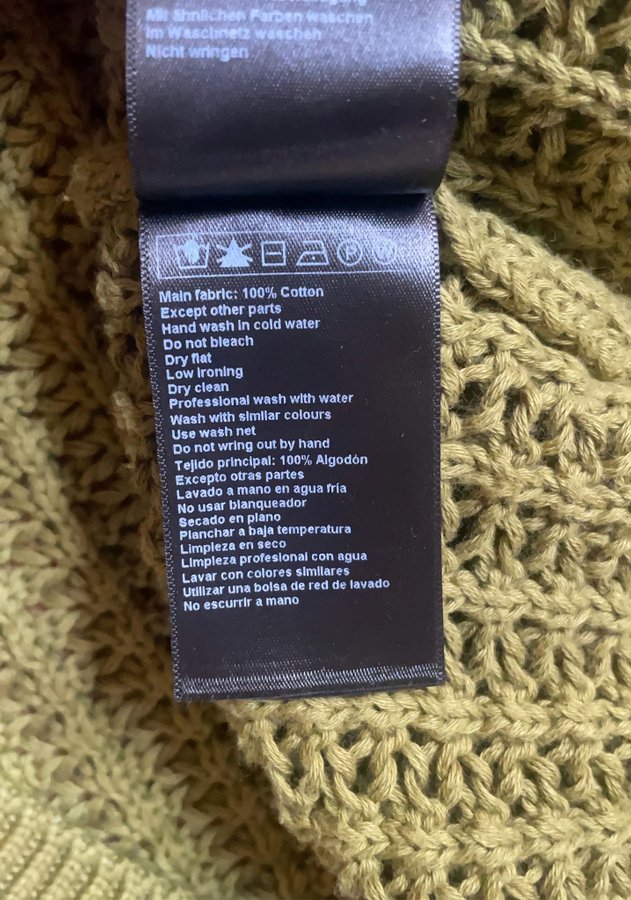 Mit ähnlichen Farben waschen
Im Waschnetz waschen
Nicht wringen
P W
Main fabric: 100% Cotton
Except other parts
Hand wash in cold water
Do not bleach
Dry flat
Low ironing
Dry clean
Professional wash with water
Wash with similar colours
Use wash net
Do not wring out by hand
Tejido principal: 100% Algodón
Excepto otras partes
Lavado a mano en agua fría
No usar blanqueador
Secado en plano
Planchar a baja temperatura
Limpieza en seco
Limpieza profesional con agua
Lavar con colores similares
Utilizar una bolsa de red de lavado
No escurrir a mano